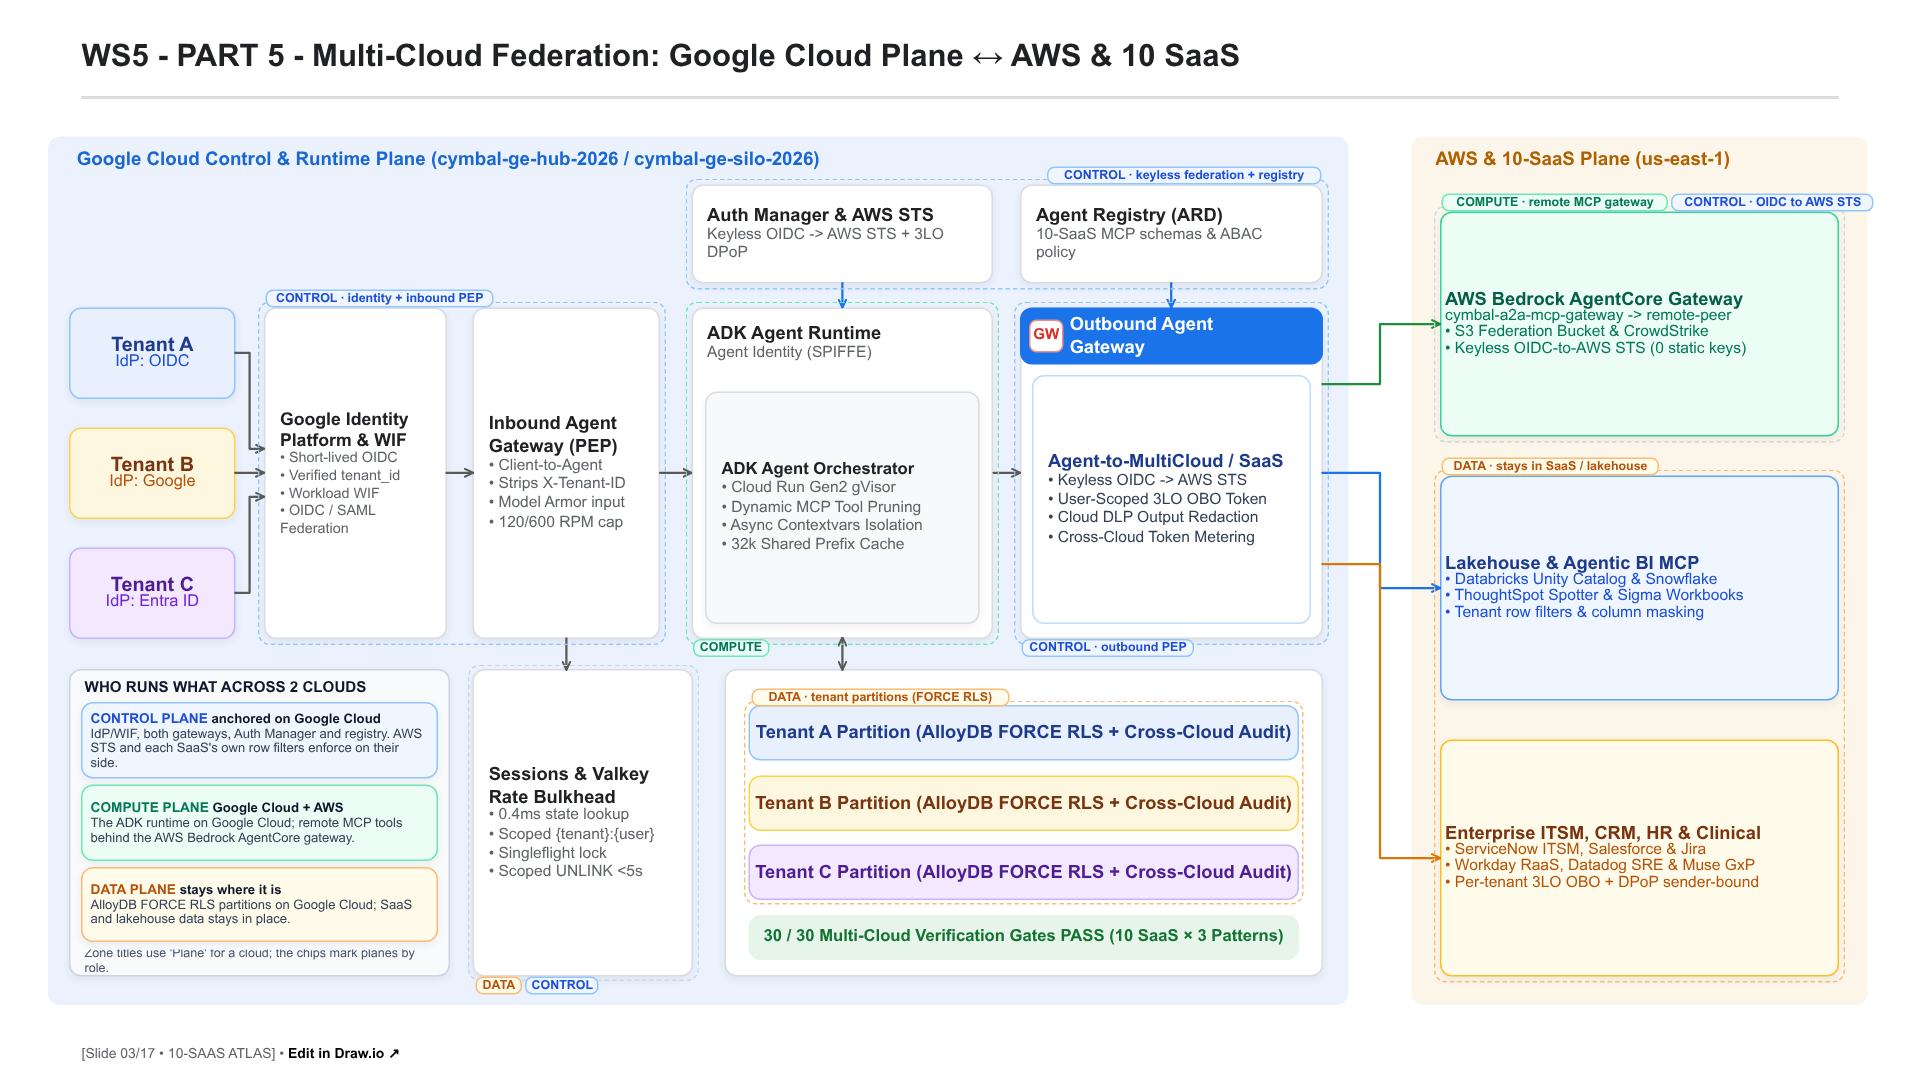 WS5 - PART 5 - Multi-Cloud Federation: Google Cloud Plane ↔ AWS & 10 SaaS
Google Cloud Control & Runtime Plane (cymbal-ge-hub-2026 / cymbal-ge-silo-2026)
CONTROL · keyless federation + registry
Auth Manager & AWS STS
Keyless OIDC -> AWS STS + 3LO
DPoP
Agent Registry (ARD)
10-SaaS MCP schemas & ABAC
policy
CONTROL · identity + inbound PEP
Tenant A
IdP: OIDC
Tenant B
IdP: Google
Tenant C
IdP: Entra ID
Google Identity
Platform & WIF
• Short-lived OIDC
• Verified tenant_id
• Workload WIF
• OIDC / SAML
Federation
Inbound Agent
Gateway (PEP)
• Client-to-Agent
• Strips X-Tenant-ID
• Model Armor input
• 120/600 RPM cap
ADK Agent Runtime
Agent Identity (SPIFFE)
ADK Agent Orchestrator
• Cloud Run Gen2 gVisor
• Dynamic MCP Tool Pruning
• Async Contextvars Isolation
• 32k Shared Prefix Cache
COMPUTE
GW
Outbound Agent
Gateway
Agent-to-MultiCloud / SaaS
• Keyless OIDC -> AWS STS
• User-Scoped 3LO OBO Token
• Cloud DLP Output Redaction
• Cross-Cloud Token Metering
CONTROL · outbound PEP
WHO RUNS WHAT ACROSS 2 CLOUDS
CONTROL PLANE anchored on Google Cloud
IdP/WIF, both gateways, Auth Manager and registry. AWS
STS and each SaaS's own row filters enforce on their
side.
COMPUTE PLANE Google Cloud + AWS
The ADK runtime on Google Cloud; remote MCP tools
behind the AWS Bedrock AgentCore gateway.
DATA PLANE stays where it is
AlloyDB FORCE RLS partitions on Google Cloud; SaaS
and lakehouse data stays in place.
Zone titles use 'Plane' for a cloud; the chips mark planes by
role.
Sessions & Valkey
Rate Bulkhead
• 0.4ms state lookup
• Scoped {tenant}:{user}
• Singleflight lock
• Scoped UNLINK <5s
DATA
CONTROL
DATA · tenant partitions (FORCE RLS)
Tenant A Partition (AlloyDB FORCE RLS + Cross-Cloud Audit)
Tenant B Partition (AlloyDB FORCE RLS + Cross-Cloud Audit)
Tenant C Partition (AlloyDB FORCE RLS + Cross-Cloud Audit)
30 / 30 Multi-Cloud Verification Gates PASS (10 SaaS × 3 Patterns)
AWS & 10-SaaS Plane (us-east-1)
COMPUTE · remote MCP gateway
CONTROL · OIDC to AWS STS
AWS Bedrock AgentCore Gateway
cymbal-a2a-mcp-gateway -> remote-peer
• S3 Federation Bucket & CrowdStrike
• Keyless OIDC-to-AWS STS (0 static keys)
DATA · stays in SaaS / lakehouse
Lakehouse & Agentic BI MCP
• Databricks Unity Catalog & Snowflake
• ThoughtSpot Spotter & Sigma Workbooks
• Tenant row filters & column masking
Enterprise ITSM, CRM, HR & Clinical
• ServiceNow ITSM, Salesforce & Jira
• Workday RaaS, Datadog SRE & Muse GxP
• Per-tenant 3LO OBO + DPoP sender-bound
[Slide 03/17 • 10-SAAS ATLAS] • Edit in Draw.io ↗